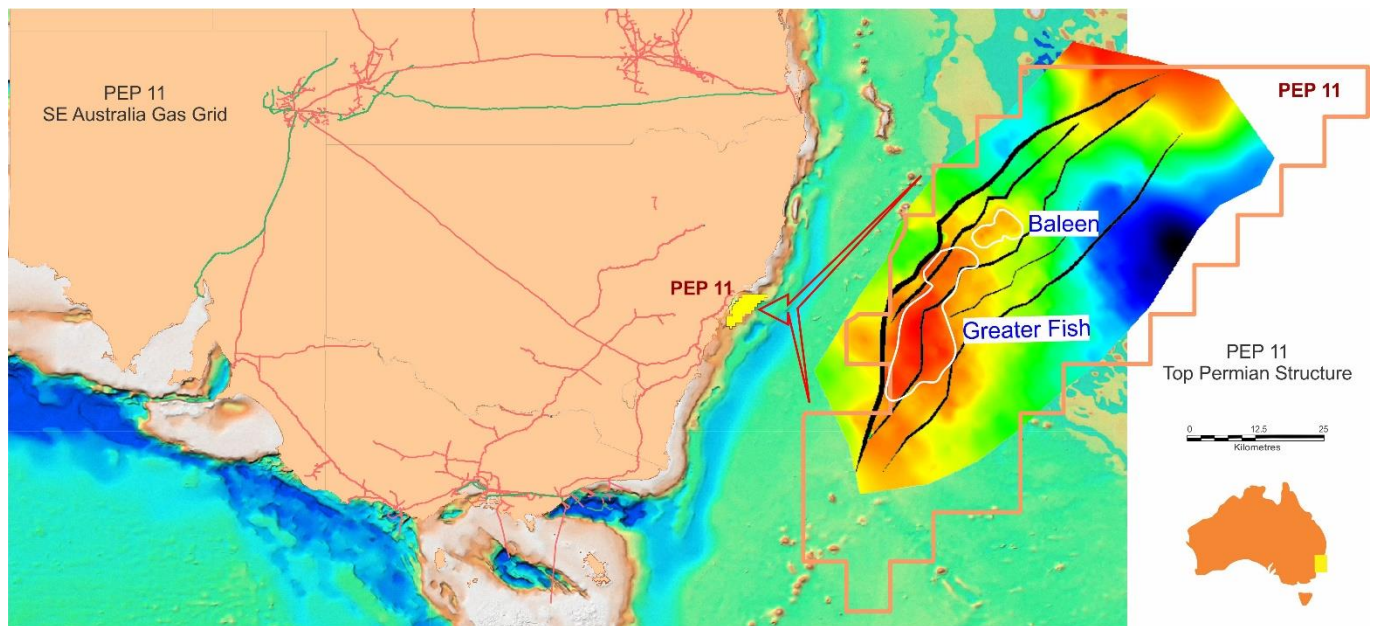 PEP 11
SE Australia Gas Grid
PEP 11
PEP 11
Baleen
Greater Fish
PEP 11
Top Permian Structure
0 12.5 25
Kilometres